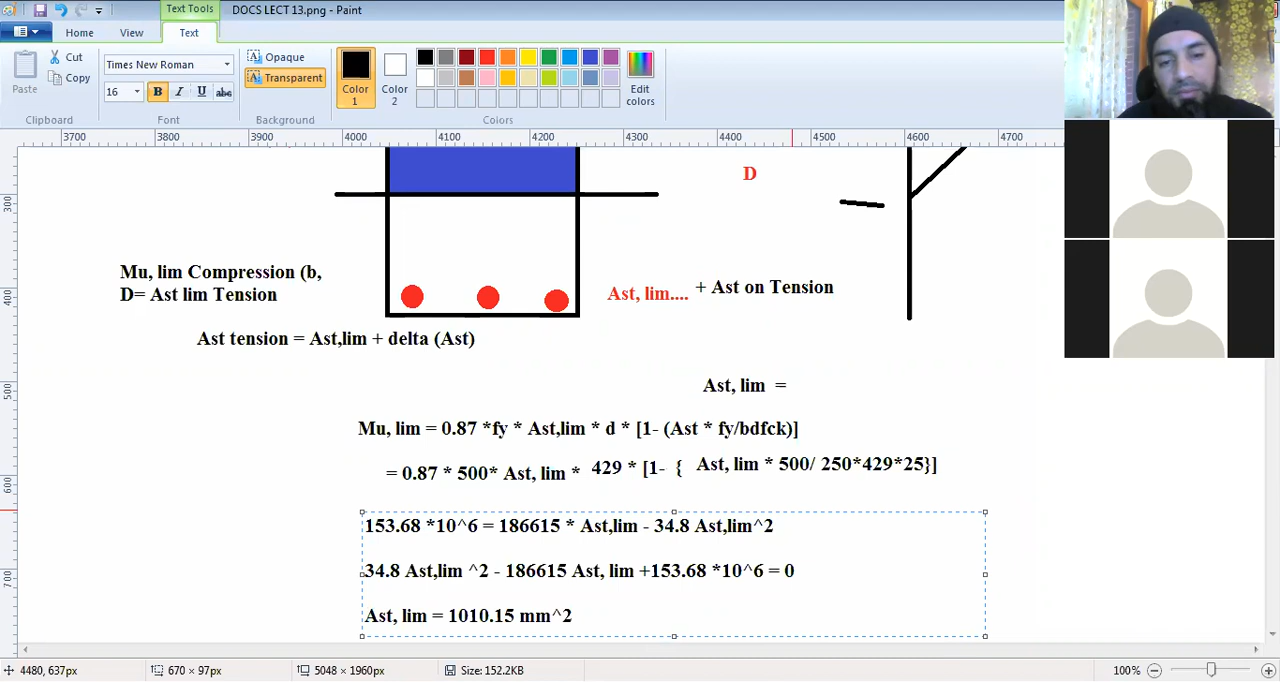 DOCS LECT 13.png - Paint
Text Tools
Home
View
Text
Paste
Cut
Copy
Clipboard
Times New Roman
16
B
I
U
abc
Font
Opaque
Transparent
Background
Color 1
Color 2
Edit colors
Colors
3700
3800
3900
4000
4100
4200
4300
4400
4500
4600
4700
300
400
500
600
700
D
Mu, lim Compression (b,
D= Ast lim Tension
Ast, lim.... + Ast on Tension
Ast tension = Ast,lim + delta (Ast)
Ast, lim =
Mu, lim = 0.87 *fy * Ast,lim * d * [1- (Ast * fy/bdfck)]
= 0.87 * 500* Ast, lim * 429 * [1- { Ast, lim * 500/ 250*429*25}]
153.68 *10^6 = 186615 * Ast,lim - 34.8 Ast,lim^2
34.8 Ast,lim ^2 - 186615 Ast, lim +153.68 *10^6 = 0
Ast, lim = 1010.15 mm^2
4480, 637px
670 × 97px
5048 × 1960px
Size: 152.2KB
100%